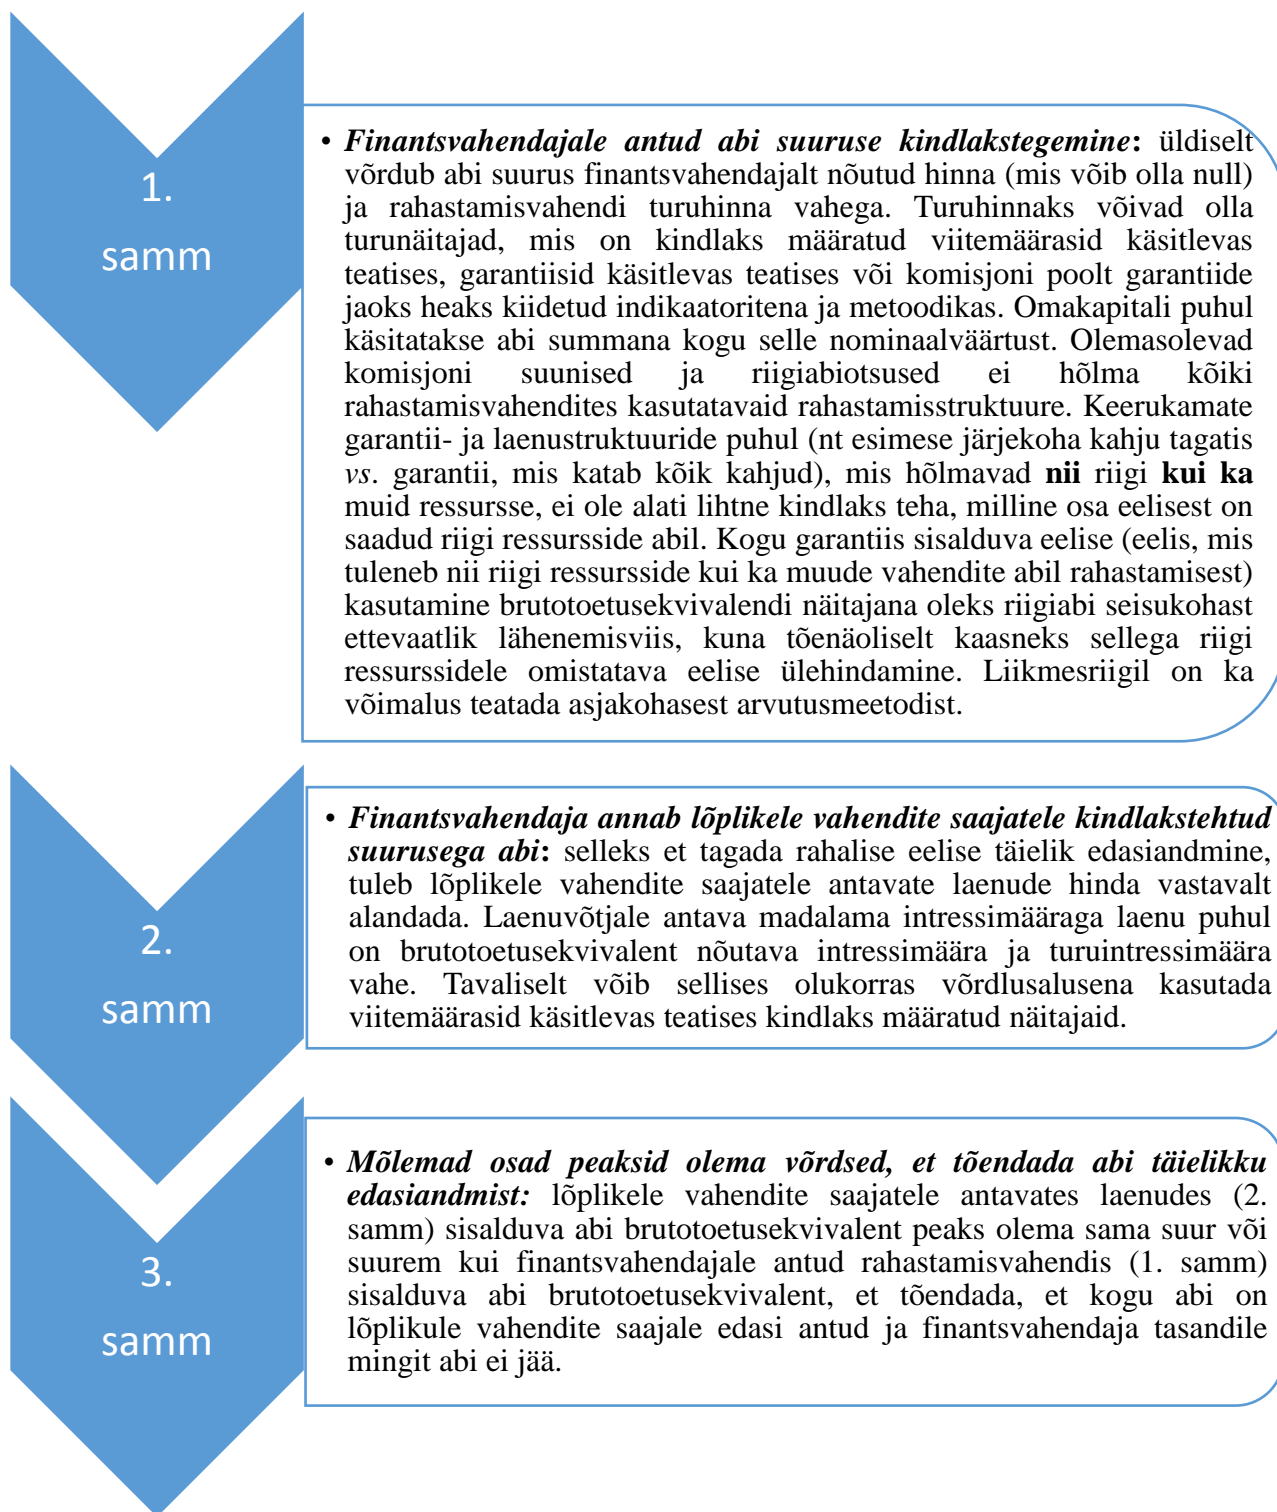 1.
samm
• Finantsvahendajale antud abi suuruse kindlakstegemine: üldiselt
võrdub abi suurus finantsvahendajalt nõutud hinna (mis võib olla null)
ja rahastamisvahendi turuhinna vahega. Turuhinnaks võivad olla
turunäitajad, mis on kindlaks määratud viitemäärasid käsitlevas
teatises, garantiisid käsitlevas teatises või komisjoni poolt garantiide
jaoks heaks kiidetud indikaatoritena ja metoodikas. Omakapitali puhul
käsitatakse abi summana kogu selle nominaalväärtust. Olemasolevad
komisjoni suunised ja riigiabiotsused ei hõlma kõiki
rahastamisvahendites kasutatavaid rahastamisstruktuure. Keerukamate
garantii- ja laenustruktuuride puhul (nt esimese järjekoha kahju tagatis
vs. garantii, mis katab kõik kahjud), mis hõlmavad nii riigi kui ka
muid ressursse, ei ole alati lihtne kindlaks teha, milline osa eelisest on
saadud riigi ressursside abil. Kogu garantiis sisalduva eelise (eelis, mis
tuleneb nii riigi ressursside kui ka muude vahendite abil rahastamisest)
kasutamine brutotoetusekvivalendi näitajana oleks riigiabi seisukohast
ettevaatlik lähenemisviis, kuna tõenäoliselt kaasneks sellega riigi
ressurssidele omistatava eelise ülehindamine. Liikmesriigil on ka
võimalus teatada asjakohasest arvutusmeetodist.
2.
samm
• Finantsvahendaja annab lõplikele vahendite saajatele kindlakstehtud
suurusega abi: selleks et tagada rahalise eelise täielik edasiandmine,
tuleb lõplikele vahendite saajatele antavate laenude hinda vastavalt
alandada. Laenuvõtjale antava madalama intressimääraga laenu puhul
on brutotoetusekvivalent nõutava intressimäära ja turuintressimäära
vahe. Tavaliselt võib sellises olukorras võrdlusalusena kasutada
viitemäärasid käsitlevas teatises kindlaks määratud näitajaid.
3.
samm
• Mõlemad osad peaksid olema võrdsed, et tõendada abi täielikku
edasiandmist: lõplikele vahendite saajatele antavates laenudes (2.
samm) sisalduva abi brutotoetusekvivalent peaks olema sama suur või
suurem kui finantsvahendajale antud rahastamisvahendis (1. samm)
sisalduva abi brutotoetusekvivalent, et tõendada, et kogu abi on
lõplikule vahendite saajale edasi antud ja finantsvahendaja tasandile
mingit abi ei jää.